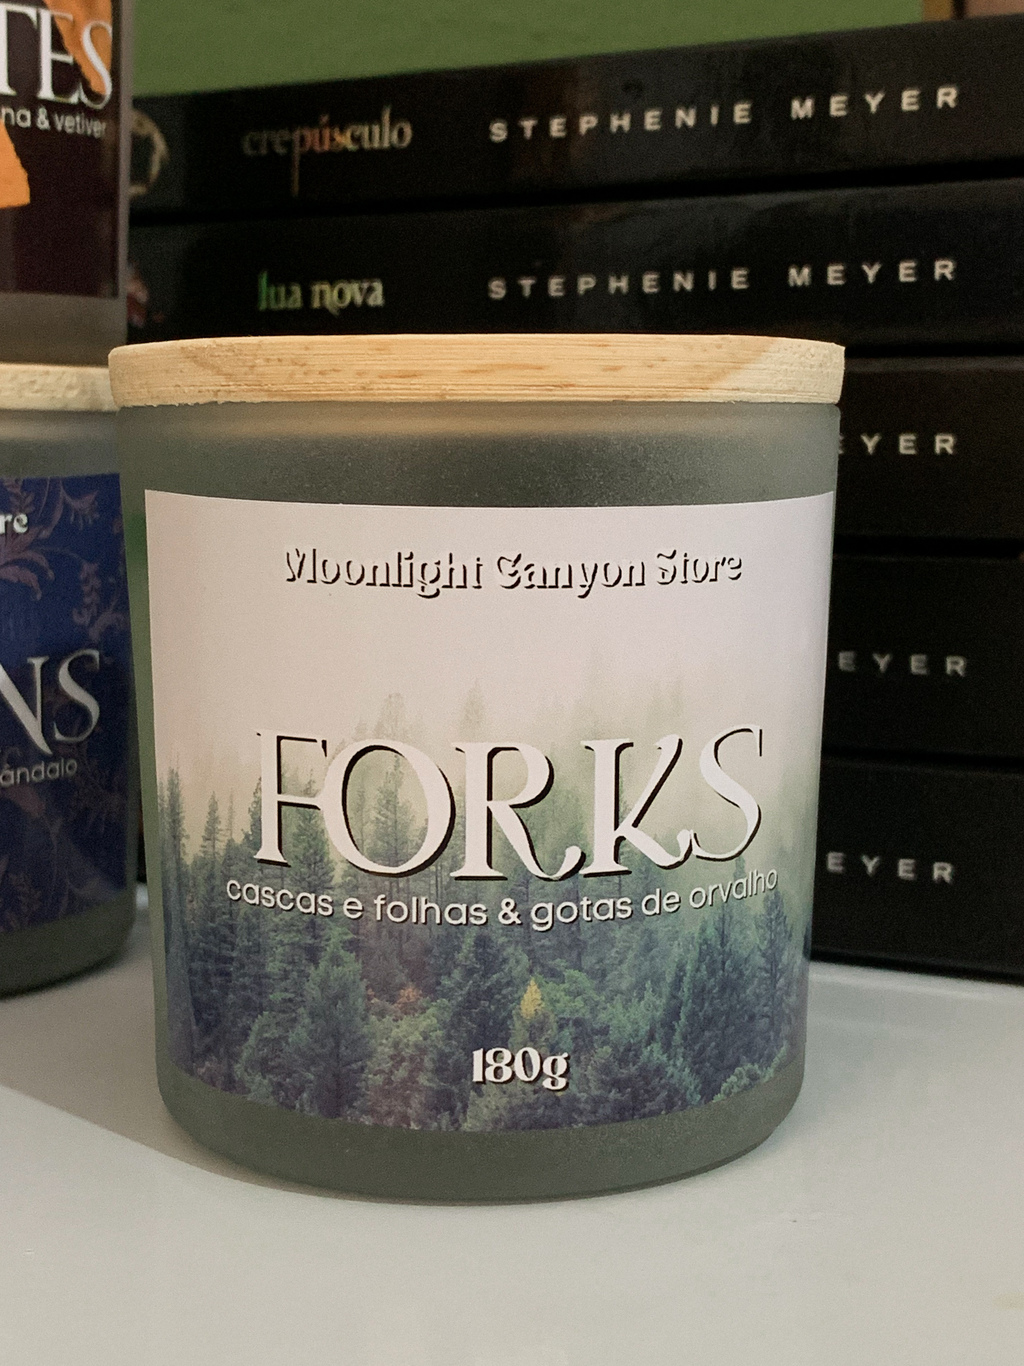 TES
na & vetiver
crepúsculo STEPHENIE MEYER
lua nova STEPHENIE MEYER
EYER
EYER
EYER
re
NS
ândalo
Moonlight Canyon Store
FORKS
cascas e folhas & gotas de orvalho
180g